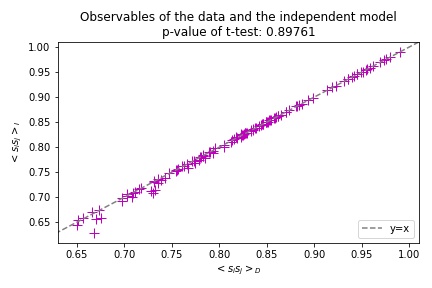 Observables of the data and the independent model
p-value of t-test: 0.89761
1.00
0.95
0.90
0.85
0.80
0.75
0.70
0.65
<s_i s_j>_I
y=x
0.65 0.70 0.75 0.80 0.85 0.90 0.95 1.00
<s_i s_j>_D